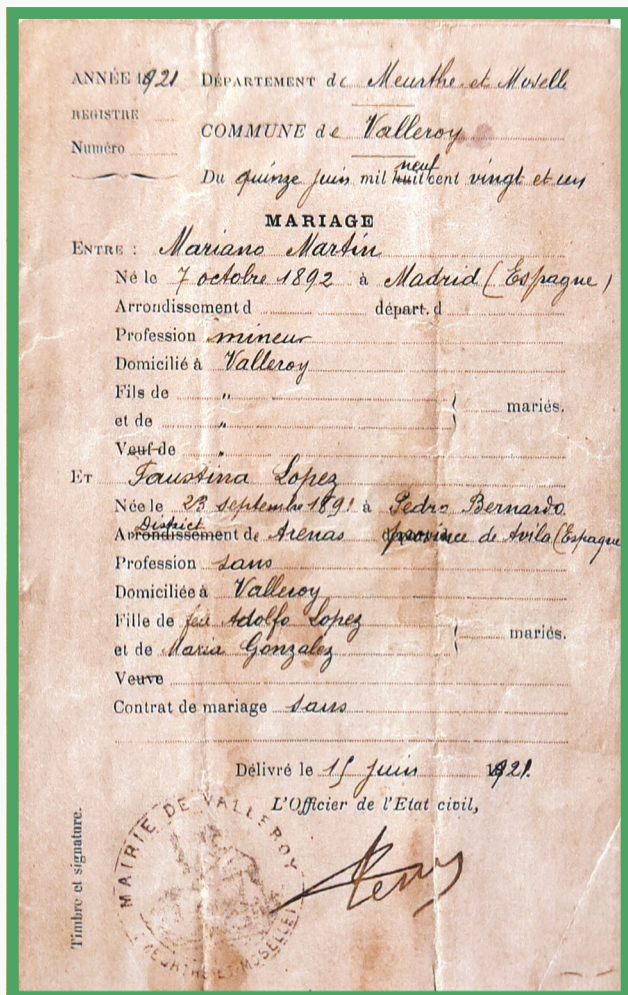 ANNÉE 1921 DÉPARTEMENT de Meurthe et Moselle
REGISTRE
COMMUNE de Valleroy
Numéro
neuf
Du quinze juin mil huit cent vingt et un
MARIAGE
ENTRE : Mariano Martín
Né le 7 octobre 1892 à Madrid (Espagne)
Arrondissement d départ. d
Profession mineur
Domicilié à Valleroy
Fils de "
mariés.
et de "
Veuf de "
ET Faustina Lopez
Née le 23 septembre 1891 à Pedro Bernardo
District
Arrondissement de Arenas province de Avila (Espagne
Profession sans
Domiciliée à Valleroy
Fille de feu Adolfo Lopez
mariés.
et de Maria Gonzalez
Veuve
Contrat de mariage sans
Délivré le 15 juin 1921.
L'Officier de l'Etat civil,
Timbre et signature.
MAIRIE DE VALLEROY
(MEURTHE-ET-MOSELLE)